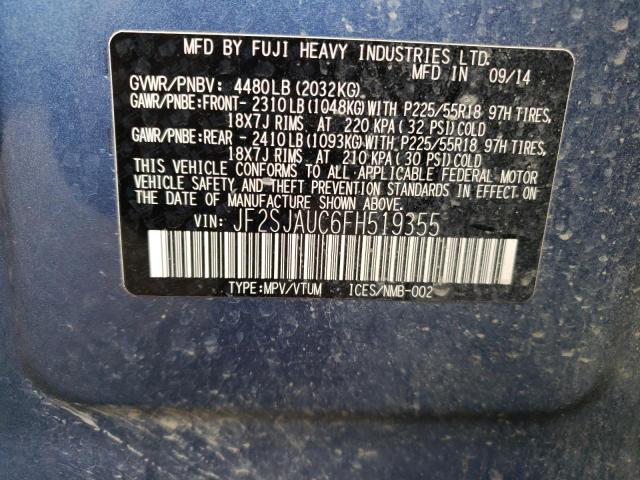 MFD BY FUJI HEAVY INDUSTRIES LTD.
MFD IN 09/14
GVWR/PNBV: 4480LB (2032KG)
GAWR/PNBE:FRONT- 2310LB(1048KG)WITH P225/55R18 97H TIRES,
18X7J RIMS AT 220 KPA(32 PSI)COLD
GAWR/PNBE:REAR - 2410LB(1093KG)WITH P225/55R18 97H TIRES,
18X7J RIMS AT 210 KPA(30 PSI)COLD
THIS VEHICLE CONFORMS TO ALL APPLICABLE FEDERAL MOTOR
VEHICLE SAFETY AND THEFT PREVENTION STANDARDS IN EFFECT ON
THE DATE OF MANUFACTURE SHOWN ABOVE.
VIN: JF2SJAUC6FH519355
TYPE:MPV/VTUM ICES/NMB-002